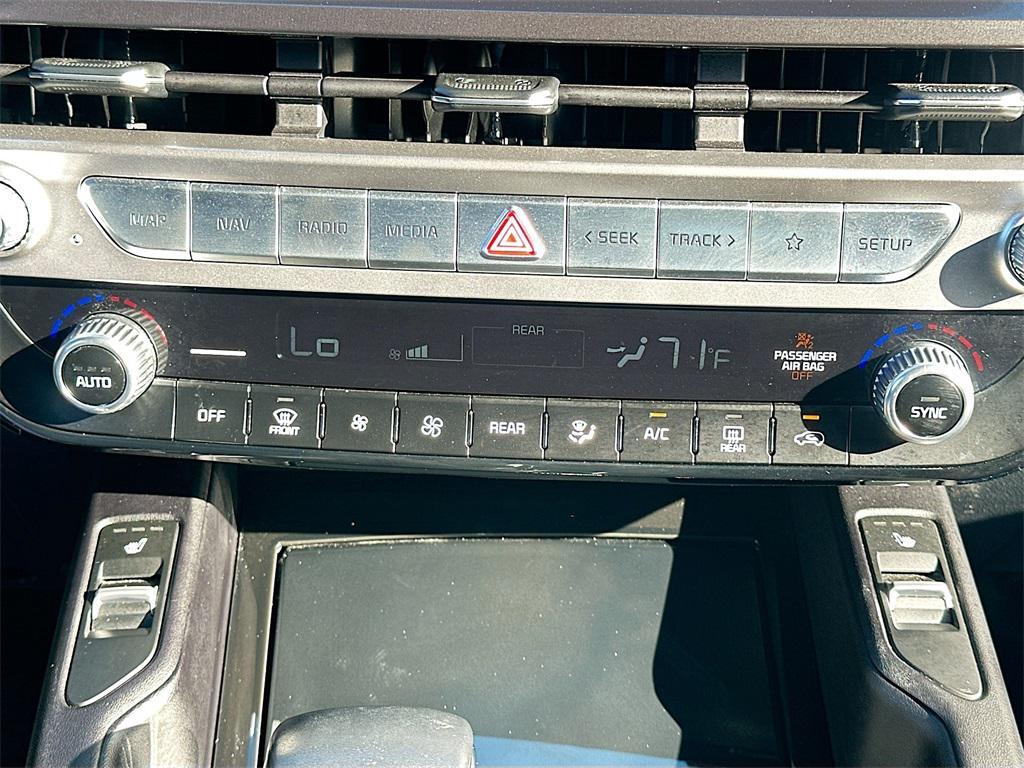 MAP NAV RADIO MEDIA < SEEK TRACK > SETUP
REAR
Lo 71°F
PASSENGER
AIR BAG
OFF
AUTO
SYNC
OFF FRONT REAR A/C REAR